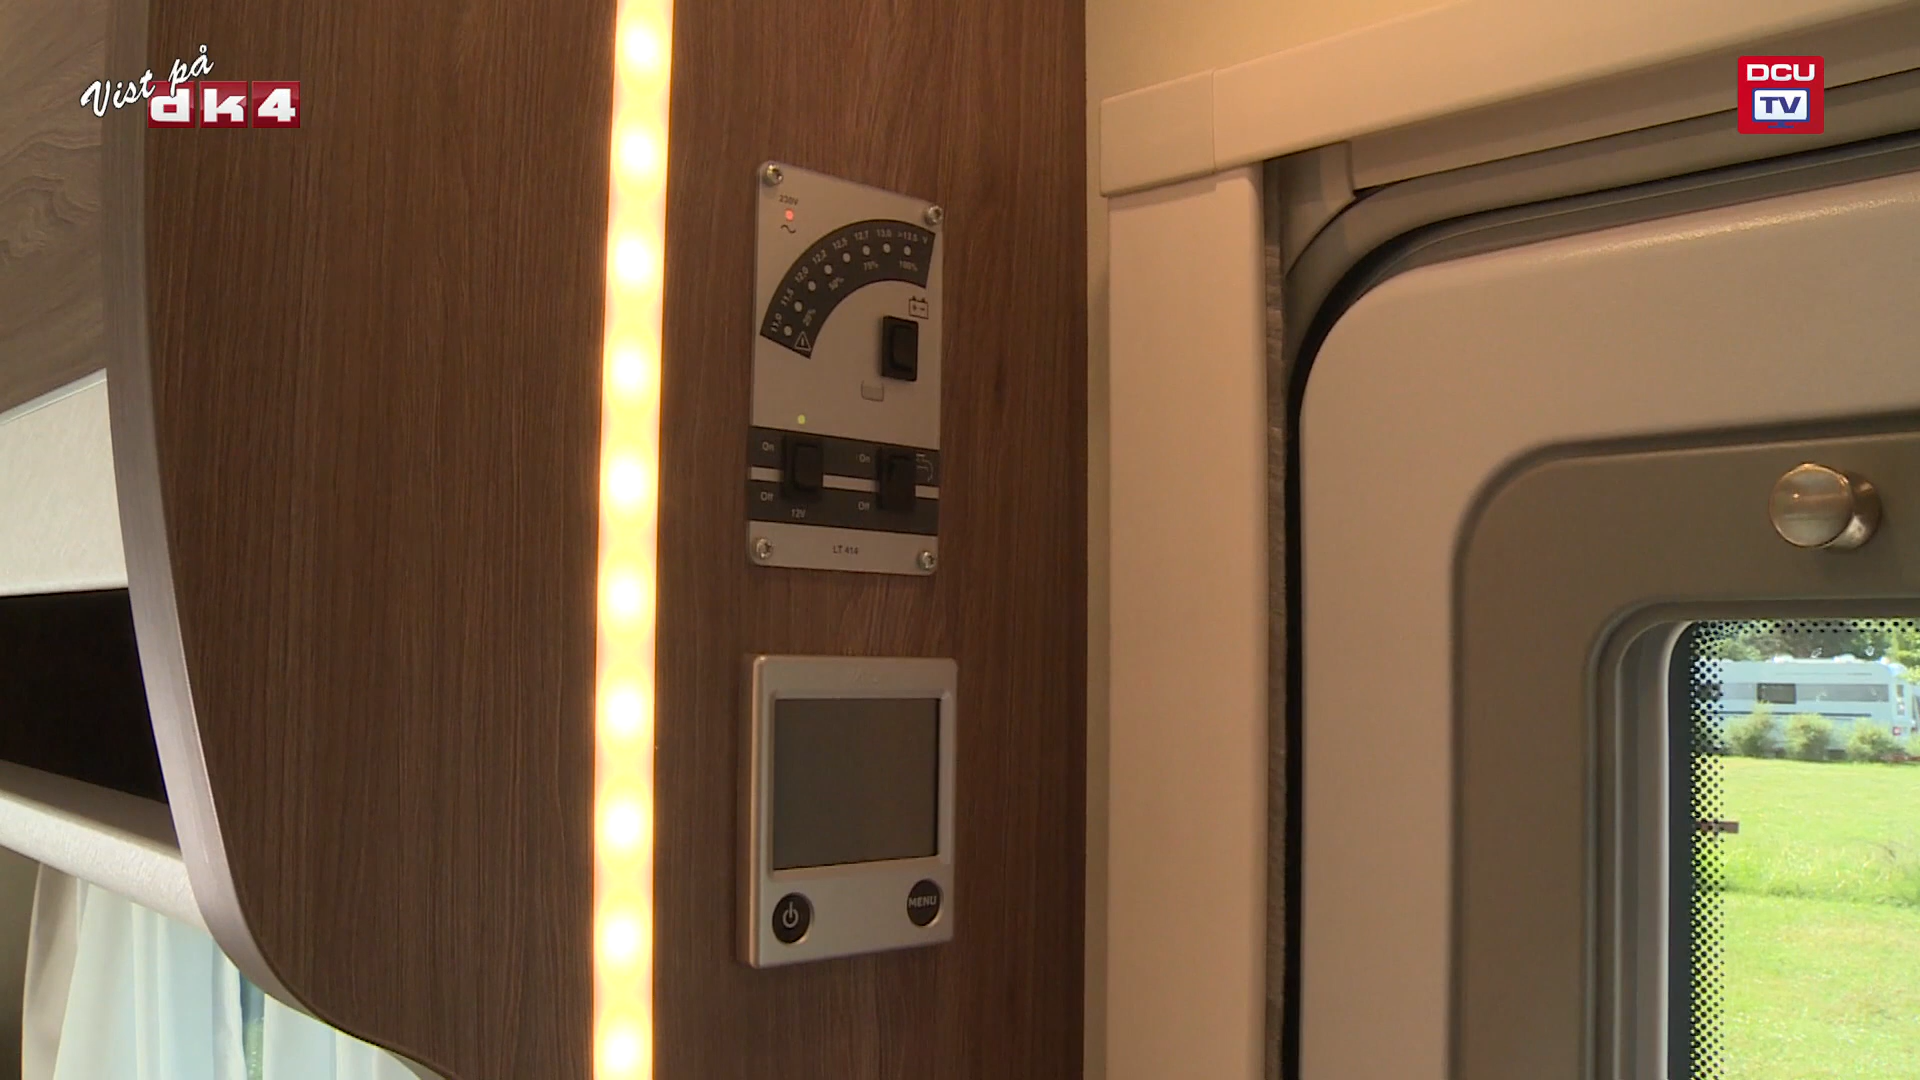 Vist på
dk4
DCU
TV
230V
11,0 11,5 12,0 12,2 12,5 12,7 13,0 >13,5 V
25% 50% 75% 100%
On
On
Off
Off
12V
LT 414
MENU